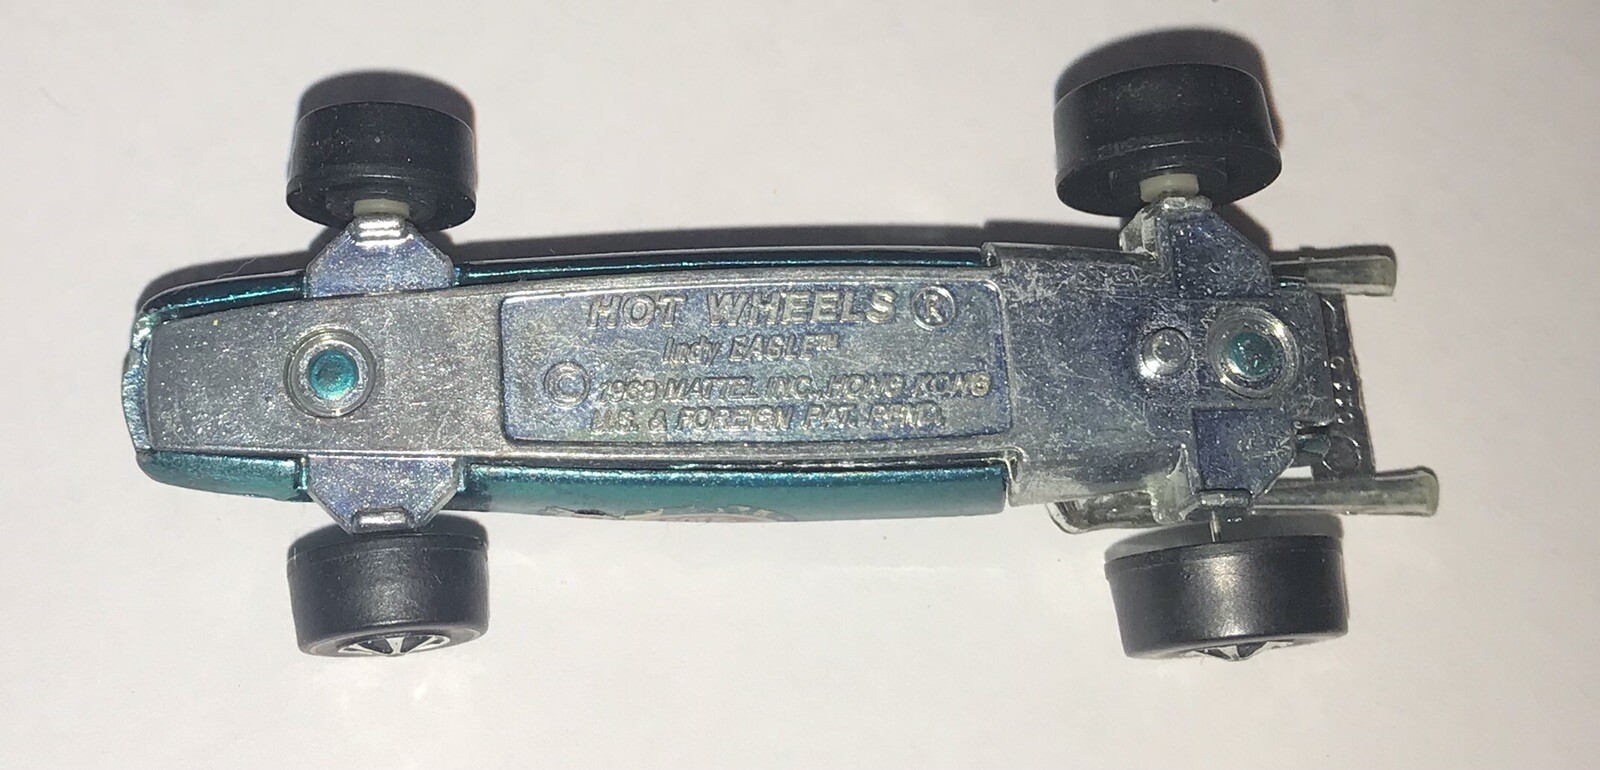 HOT WHEELS ®
Indy EAGLE™
© 1969 MATTEL INC. HONG KONG
U.S. & FOREIGN PAT. PEND.